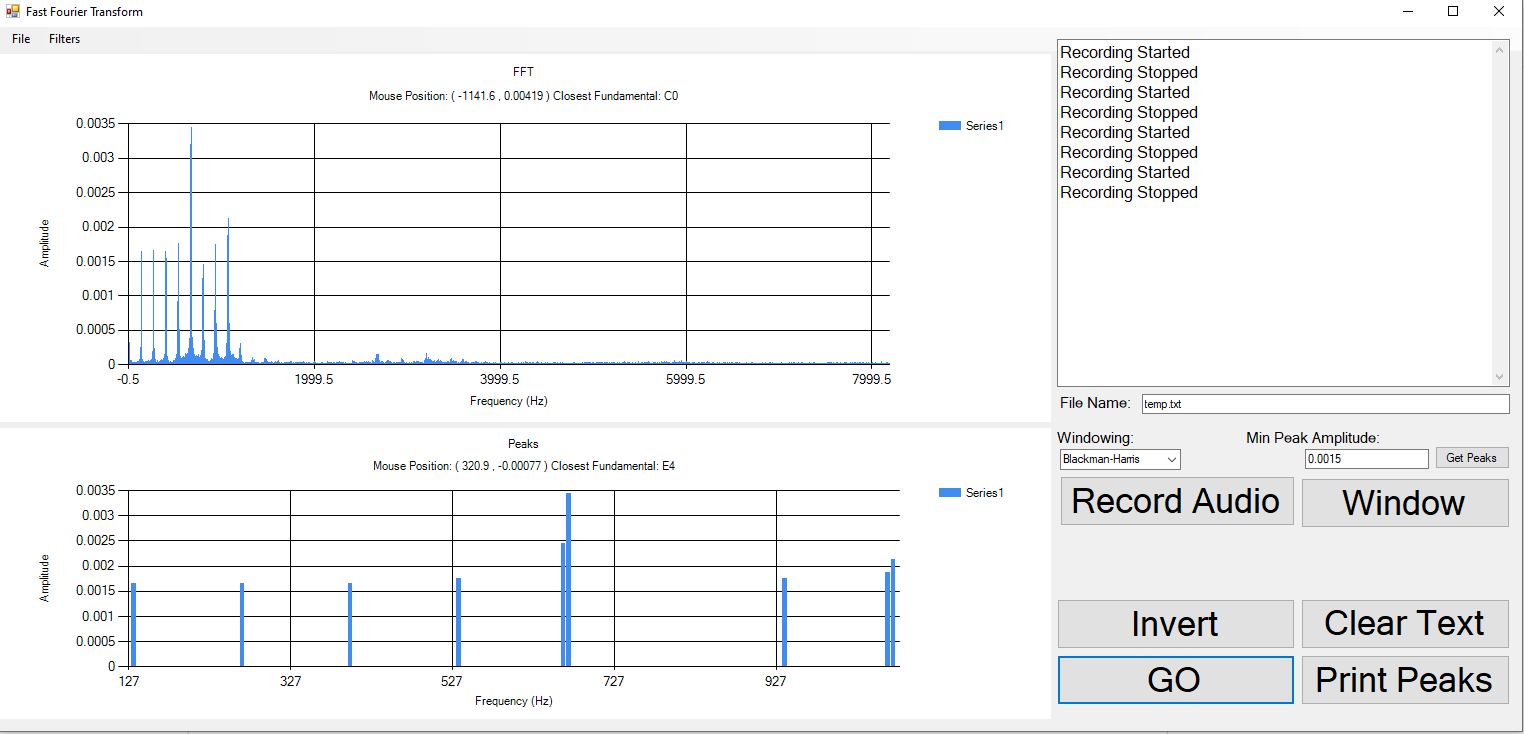 Fast Fourier Transform
File Filters
FFT
Mouse Position: ( -1141.6 , 0.00419 ) Closest Fundamental: C0
Series1
0.0035
0.003
0.0025
0.002
0.0015
0.001
0.0005
0
Amplitude
-0.5 1999.5 3999.5 5999.5 7999.5
Frequency (Hz)
Peaks
Mouse Position: ( 320.9 , -0.00077 ) Closest Fundamental: E4
Series1
0.0035
0.003
0.0025
0.002
0.0015
0.001
0.0005
0
Amplitude
127 327 527 727 927
Frequency (Hz)
Recording Started
Recording Stopped
Recording Started
Recording Stopped
Recording Started
Recording Stopped
Recording Started
Recording Stopped
File Name: temp.txt
Windowing: Min Peak Amplitude:
Blackman-Harris 0.0015 Get Peaks
Record Audio Window
Invert Clear Text
GO Print Peaks